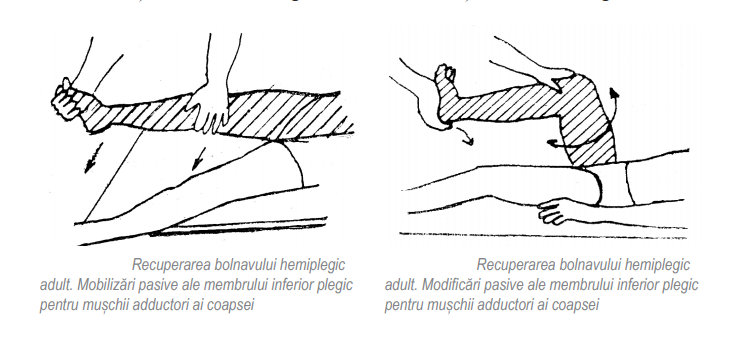 Recuperarea bolnavului hemiplegic
adult. Mobilizări pasive ale membrului inferior plegic
pentru mușchii adductori ai coapsei
Recuperarea bolnavului hemiplegic
adult. Modificări pasive ale membrului inferior plegic
pentru mușchii adductori ai coapsei